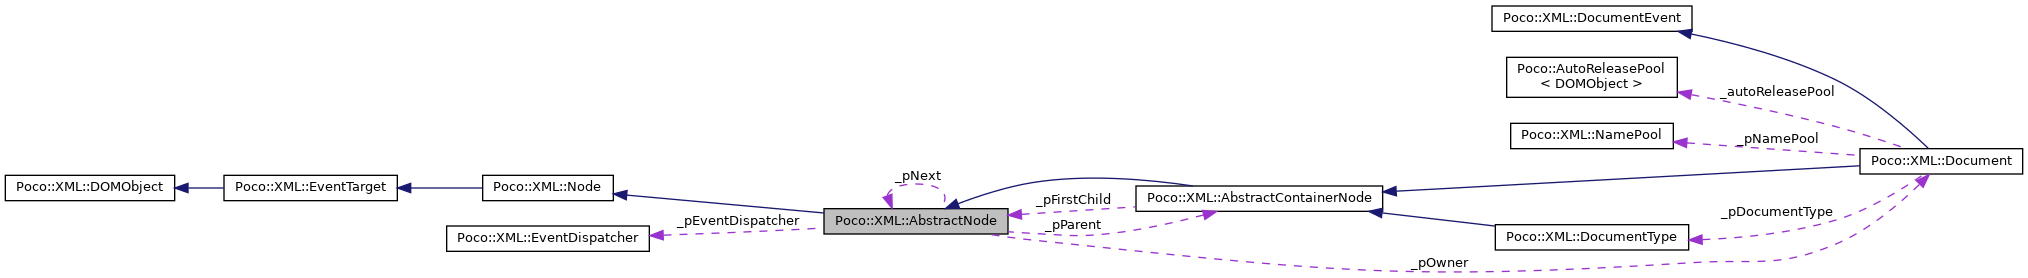 Poco::XML::DocumentEvent
Poco::AutoReleasePool
< DOMObject >
_autoReleasePool
Poco::XML::NamePool
_pNamePool
Poco::XML::Document
_pNext
Poco::XML::DOMObject
Poco::XML::EventTarget
Poco::XML::Node
_pFirstChild
Poco::XML::AbstractContainerNode
_pDocumentType
_pEventDispatcher
Poco::XML::AbstractNode
_pParent
Poco::XML::EventDispatcher
Poco::XML::DocumentType
_pOwner